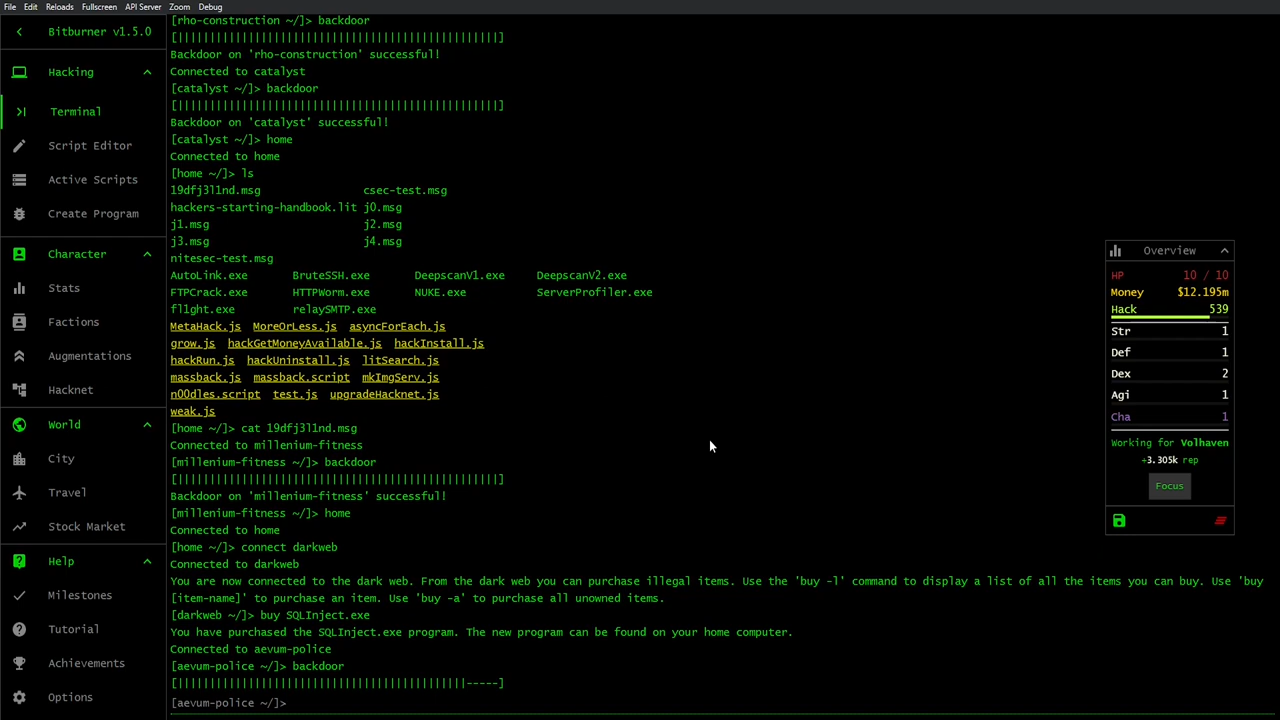 File Edit Reloads Fullscreen API Server Zoom Debug
Bitburner v1.5.0
Hacking
Terminal
Script Editor
Active Scripts
Create Program
Character
Stats
Factions
Augmentations
Hacknet
World
City
Travel
Stock Market
Help
Milestones
Tutorial
Achievements
Options
[rho-construction ~/]> backdoor
[||||||||||||||||||||||||||||||||||||||||||||||||||]
Backdoor on 'rho-construction' successful!
Connected to catalyst
[catalyst ~/]> backdoor
[||||||||||||||||||||||||||||||||||||||||||||||||||]
Backdoor on 'catalyst' successful!
[catalyst ~/]> home
Connected to home
[home ~/]> ls
19dfj3l1nd.msg csec-test.msg
hackers-starting-handbook.lit j0.msg
j1.msg j2.msg
j3.msg j4.msg
nitesec-test.msg
AutoLink.exe BruteSSH.exe DeepscanV1.exe DeepscanV2.exe
FTPCrack.exe HTTPWorm.exe NUKE.exe ServerProfiler.exe
fl1ght.exe relaySMTP.exe
MetaHack.js MoreOrLess.js asyncForEach.js
grow.js hackGetMoneyAvailable.js hackInstall.js
hackRun.js hackUninstall.js litSearch.js
massback.js massback.script mkImgServ.js
n00dles.script test.js upgradeHacknet.js
weak.js
[home ~/]> cat 19dfj3l1nd.msg
Connected to millenium-fitness
[millenium-fitness ~/]> backdoor
[||||||||||||||||||||||||||||||||||||||||||||||||||]
Backdoor on 'millenium-fitness' successful!
[millenium-fitness ~/]> home
Connected to home
[home ~/]> connect darkweb
Connected to darkweb
You are now connected to the dark web. From the dark web you can purchase illegal items. Use the 'buy -l' command to display a list of all the items you can buy. Use 'buy
[item-name]' to purchase an item. Use 'buy -a' to purchase all unowned items.
[darkweb ~/]> buy SQLInject.exe
You have purchased the SQLInject.exe program. The new program can be found on your home computer.
Connected to aevum-police
[aevum-police ~/]> backdoor
[|||||||||||||||||||||||||||||||||||||||||||||-----]
[aevum-police ~/]>
Overview
HP 10 / 10
Money $12.195m
Hack 539
Str 1
Def 1
Dex 2
Agi 1
Cha 1
Working for Volhaven
+3.305k rep
Focus